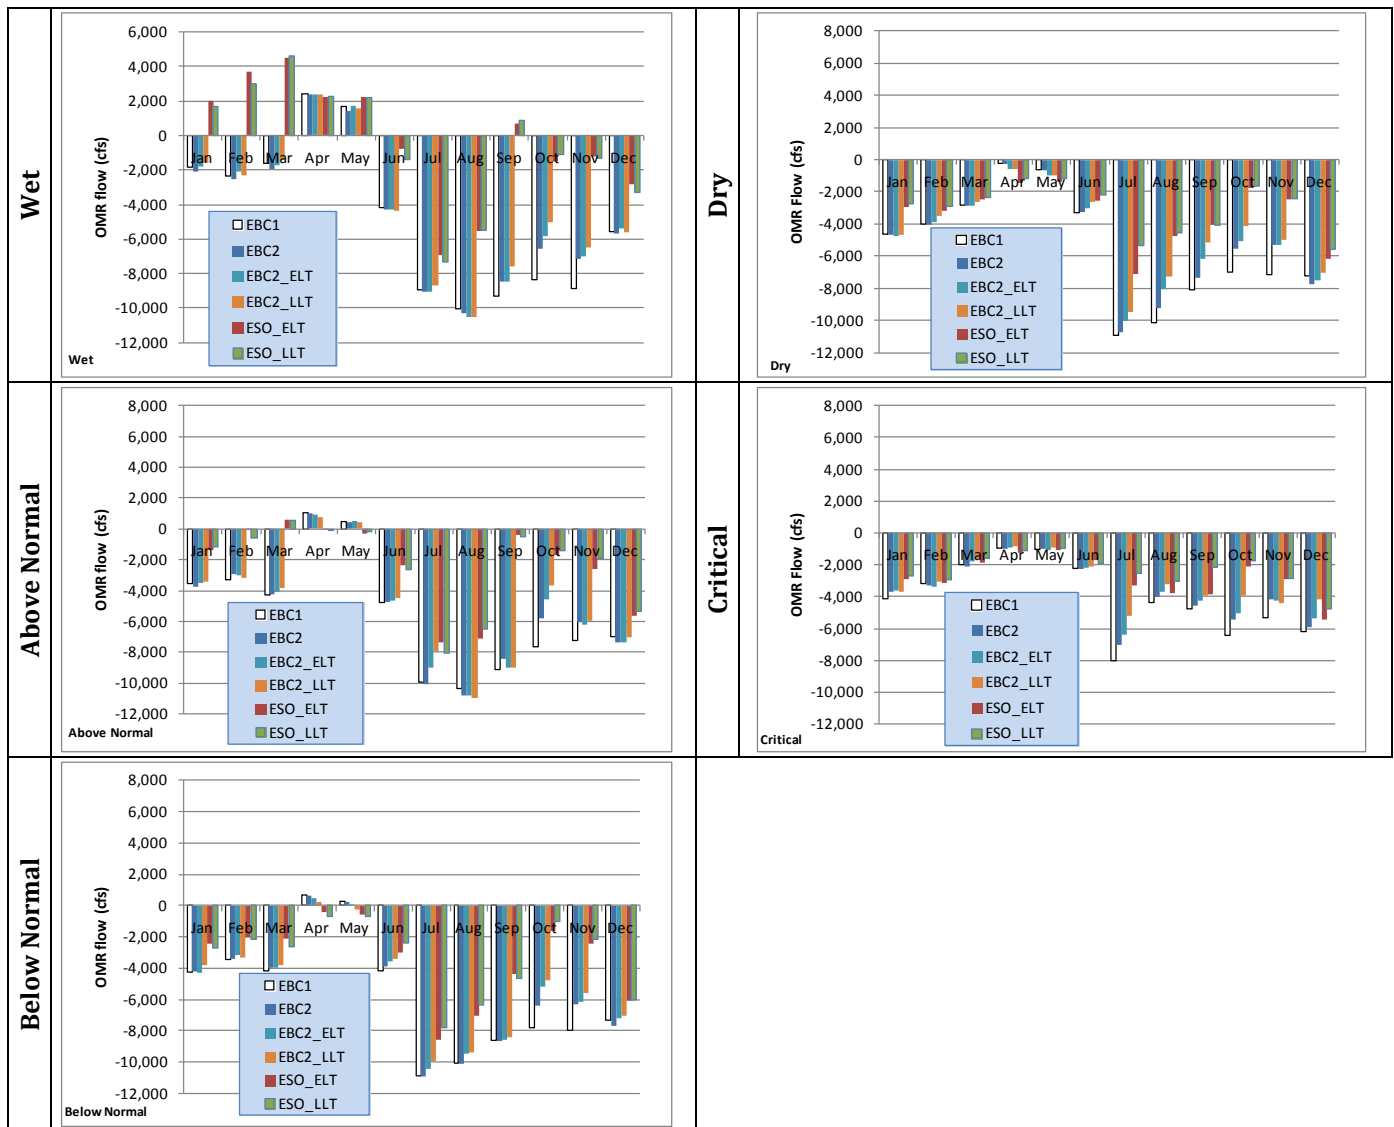 Wet
6,000
4,000
2,000
0
-2,000
-4,000
-6,000
-8,000
-10,000
-12,000
OMR flow (cfs)
Jan Feb Mar Apr May Jun Jul Aug Sep Oct Nov Dec
EBC1
EBC2
EBC2_ELT
EBC2_LLT
ESO_ELT
ESO_LLT
Wet
Dry
8,000
6,000
4,000
2,000
0
-2,000
-4,000
-6,000
-8,000
-10,000
-12,000
OMR Flow (cfs)
Jan Feb Mar Apr May Jun Jul Aug Sep Oct Nov Dec
EBC1
EBC2
EBC2_ELT
EBC2_LLT
ESO_ELT
ESO_LLT
Dry
Above Normal
8,000
6,000
4,000
2,000
0
-2,000
-4,000
-6,000
-8,000
-10,000
-12,000
OMR flow (cfs)
Jan Feb Mar Apr May Jun Jul Aug Sep Oct Nov Dec
EBC1
EBC2
EBC2_ELT
EBC2_LLT
ESO_ELT
ESO_LLT
Above Normal
Critical
8,000
6,000
4,000
2,000
0
-2,000
-4,000
-6,000
-8,000
-10,000
-12,000
OMR Flow (cfs)
Jan Feb Mar Apr May Jun Jul Aug Sep Oct Nov Dec
EBC1
EBC2
EBC2_ELT
EBC2_LLT
ESO_ELT
ESO_LLT
Critical
Below Normal
8,000
6,000
4,000
2,000
0
-2,000
-4,000
-6,000
-8,000
-10,000
-12,000
OMR flow (cfs)
Jan Feb Mar Apr May Jun Jul Aug Sep Oct Nov Dec
EBC1
EBC2
EBC2_ELT
EBC2_LLT
ESO_ELT
ESO_LLT
Below Normal